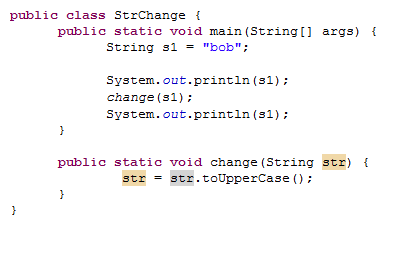 public class StrChange {
public static void main(String[] args) {
String s1 = "bob";
System.out.println(s1);
change(s1);
System.out.println(s1);
}
public static void change(String str) {
str = str.toUpperCase();
}
}